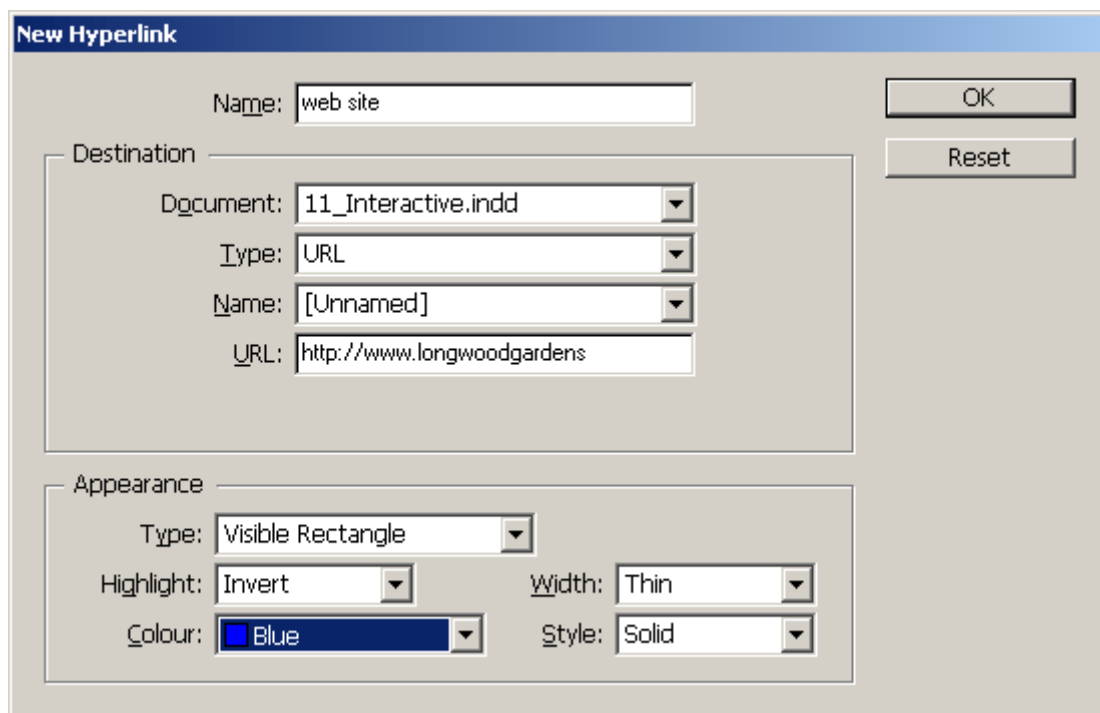 New Hyperlink
Name: web site
OK
Destination
Reset
Document: 11_Interactive.indd
Type: URL
Name: [Unnamed]
URL: http://www.longwoodgardens
Appearance
Type: Visible Rectangle
Highlight: Invert Width: Thin
Colour: Blue Style: Solid